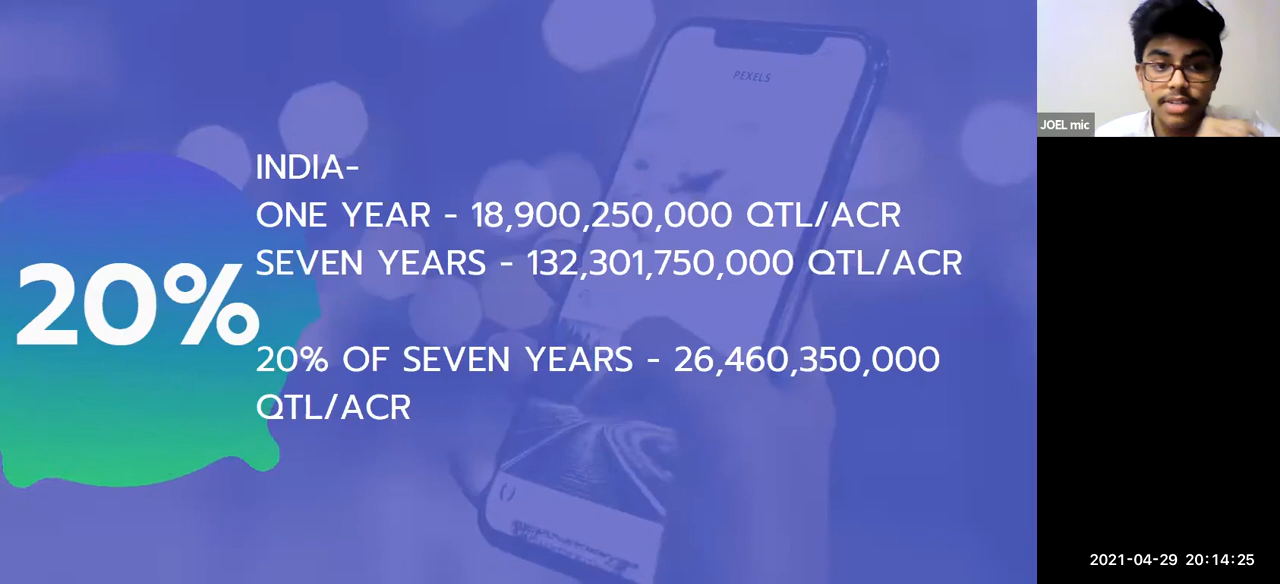 PEXELS
INDIA-
ONE YEAR - 18,900,250,000 QTL/ACR
SEVEN YEARS - 132,301,750,000 QTL/ACR
20%
20% OF SEVEN YEARS - 26,460,350,000
QTL/ACR
JOEL mic
2021-04-29 20:14:25